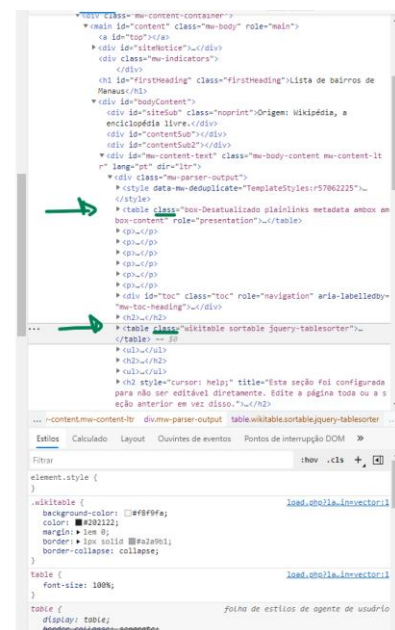 <div class="mw-content-container">
▼<main id="content" class="mw-body" role="main">
<a id="top"></a>
▶<div id="siteNotice">…</div>
<div class="mw-indicators">
</div>
<h1 id="firstHeading" class="firstHeading">Lista de bairros de
Manaus</h1>
▼<div id="bodyContent">
<div id="siteSub" class="noprint">Origem: Wikipédia, a
enciclopédia livre.</div>
<div id="contentSub"></div>
<div id="contentSub2"></div>
▼<div id="mw-content-text" class="mw-body-content mw-content-lt
r" lang="pt" dir="ltr">
▼<div class="mw-parser-output">
▶<style data-mw-deduplicate="TemplateStyles:r57062225">…
</style>
▶<table class="box-Desatualizado plainlinks metadata ambox am
box-content" role="presentation">…</table>
▶<p>…</p>
▶<p>…</p>
▶<p>…</p>
▶<p>…</p>
▶<p>…</p>
▶<div id="toc" class="toc" role="navigation" aria-labelledby=
"mw-toc-heading">…</div>
▶<h2>…</h2>
... ▶<table class="wikitable sortable jquery-tablesorter">…
</table> == $0
▶<ul>…</ul>
▶<h2>…</h2>
▶<ul>…</ul>
▶<h2 style="cursor: help;" title="Esta seção foi configurada
para não ser editável diretamente. Edite a página toda ou a s
eção anterior em vez disso.">…</h2>
... r-content.mw-content-ltr div.mw-parser-output table.wikitable.sortable.jquery-tablesorter ...
Estilos Calculado Layout Ouvintes de eventos Pontos de interrupção DOM »
Filtrar :hov .cls +
element.style {
}
.wikitable { load.php?la…in=vector:1
background-color: #f8f9fa;
color: #202122;
margin: ▶ 1em 0;
border: ▶ 1px solid #a2a9b1;
border-collapse: collapse;
}
table { load.php?la…in=vector:1
font-size: 100%;
}
table { folha de estilos de agente de usuário
display: table;
border-collapse: separate;